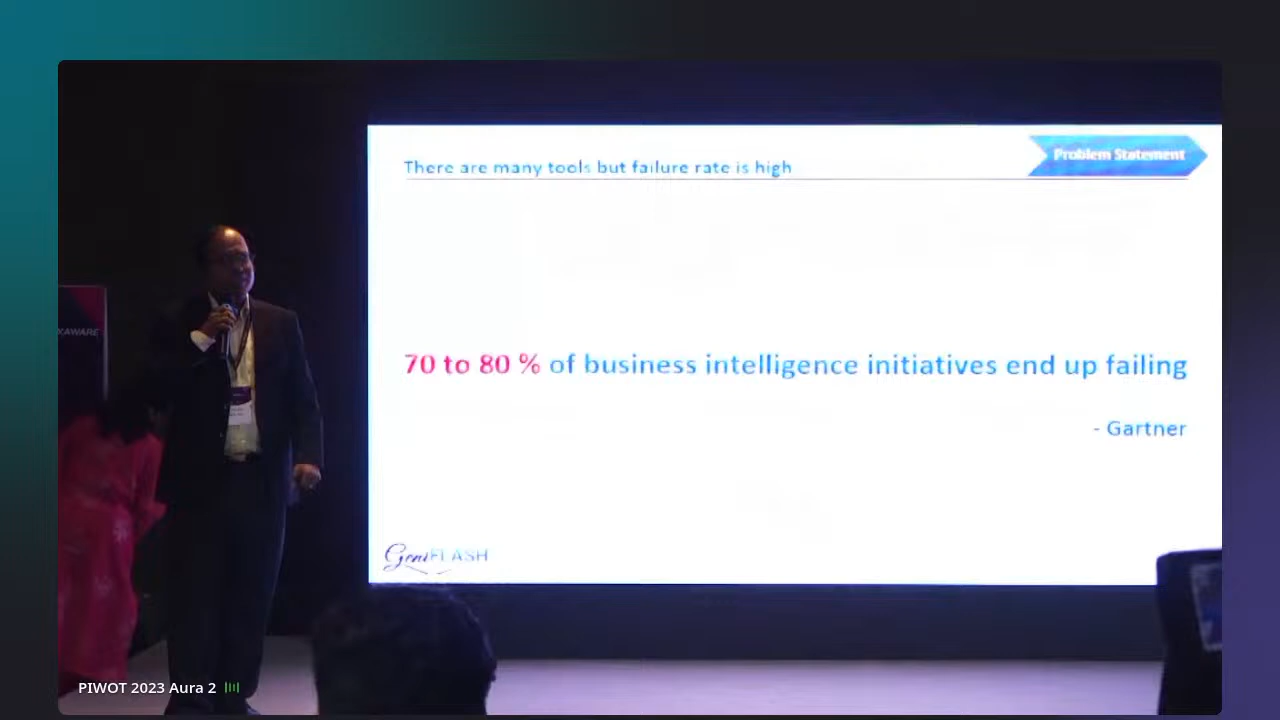 There are many tools but failure rate is high
Problem Statement
XAWARE
70 to 80 % of business intelligence initiatives end up failing
- Gartner
GeniFLASH
PIWOT 2023 Aura 2